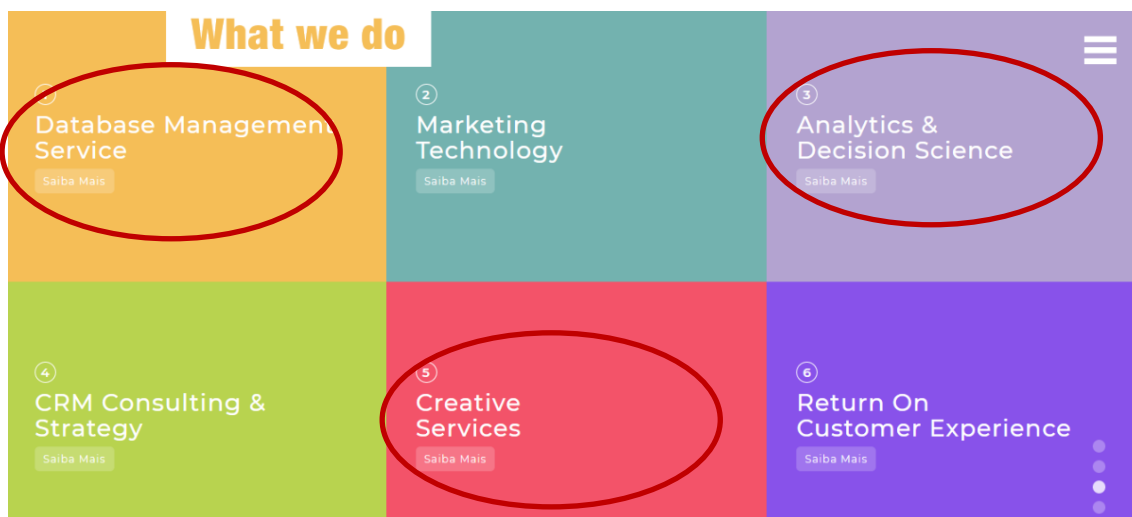 What we do
1
Database Management
Service
Saiba Mais
2
Marketing
Technology
Saiba Mais
3
Analytics &
Decision Science
Saiba Mais
4
CRM Consulting &
Strategy
Saiba Mais
5
Creative
Services
Saiba Mais
6
Return On
Customer Experience
Saiba Mais